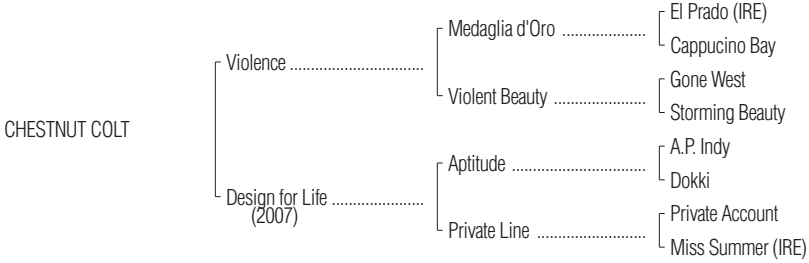 El Prado (IRE)
Medaglia d'Oro ....................
Cappucino Bay
Violence ................................
Gone West
Violent Beauty ......................
Storming Beauty
CHESTNUT COLT
A.P. Indy
Aptitude ................................
Dokki
Design for Life ......................
(2007)
Private Account
Private Line ..........................
Miss Summer (IRE)